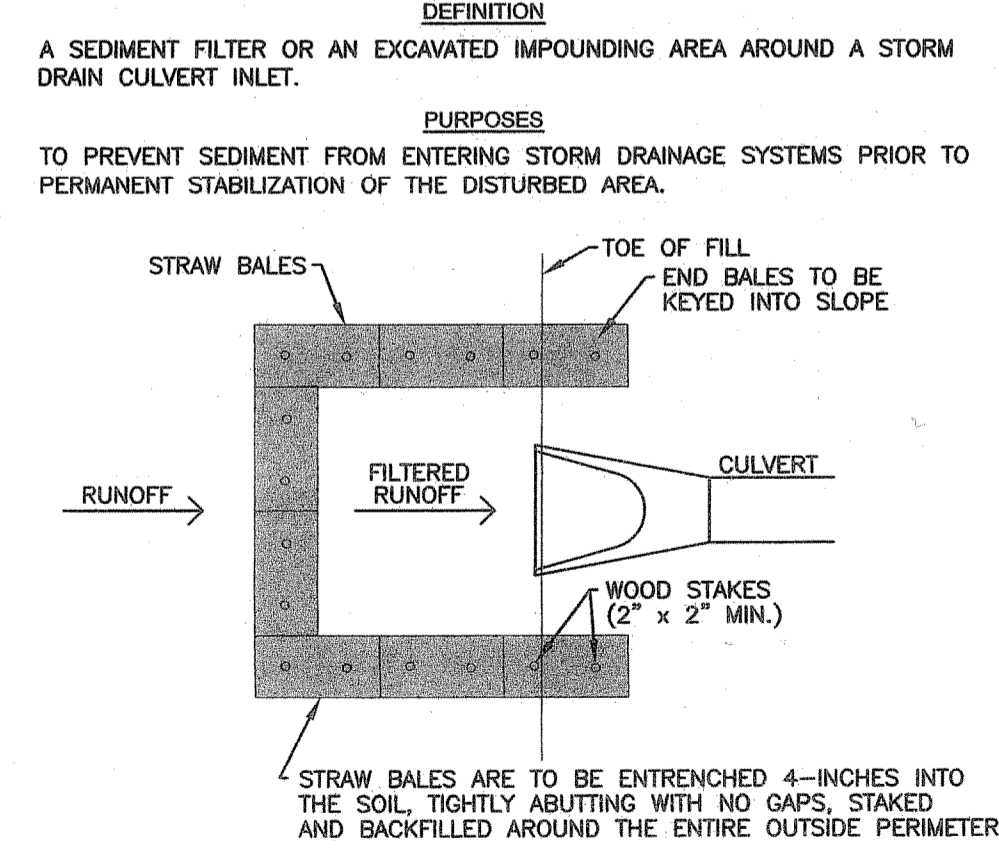 DEFINITION
A SEDIMENT FILTER OR AN EXCAVATED IMPOUNDING AREA AROUND A STORM
DRAIN CULVERT INLET.
PURPOSES
TO PREVENT SEDIMENT FROM ENTERING STORM DRAINAGE SYSTEMS PRIOR TO
PERMANENT STABILIZATION OF THE DISTURBED AREA.
TOE OF FILL
STRAW BALES
END BALES TO BE
KEYED INTO SLOPE
CULVERT
FILTERED
RUNOFF
RUNOFF
WOOD STAKES
(2" x 2" MIN.)
STRAW BALES ARE TO BE ENTRENCHED 4-INCHES INTO
THE SOIL, TIGHTLY ABUTTING WITH NO GAPS, STAKED
AND BACKFILLED AROUND THE ENTIRE OUTSIDE PERIMETER